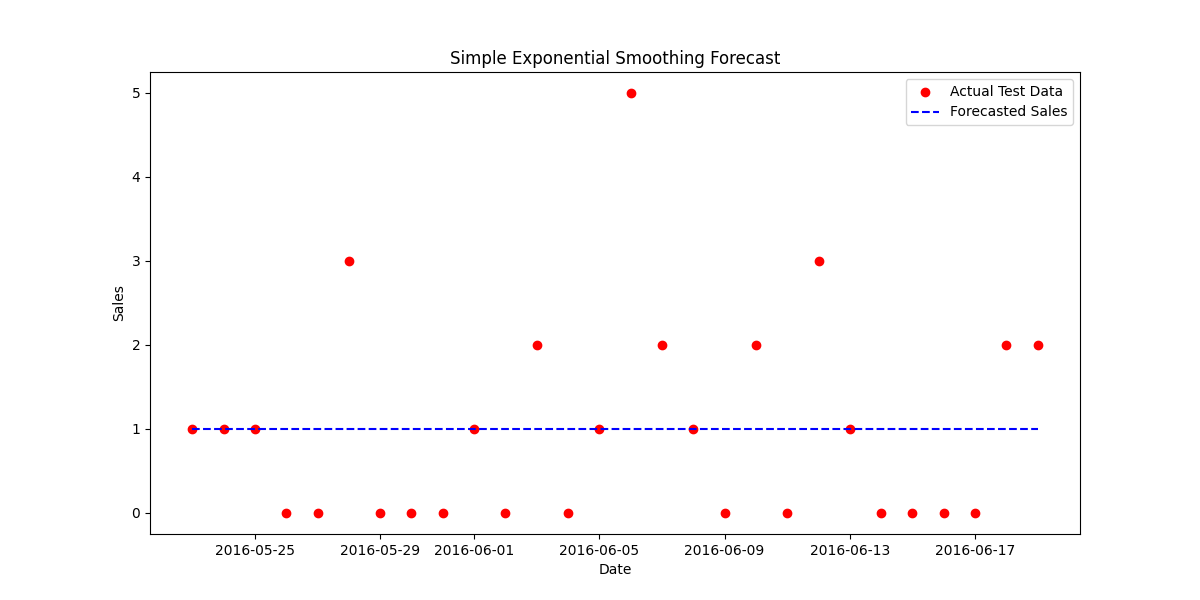 Simple Exponential Smoothing Forecast
Actual Test Data
Forecasted Sales
5
4
3
2
1
0
Sales
2016-05-25 2016-05-29 2016-06-01 2016-06-05 2016-06-09 2016-06-13 2016-06-17
Date